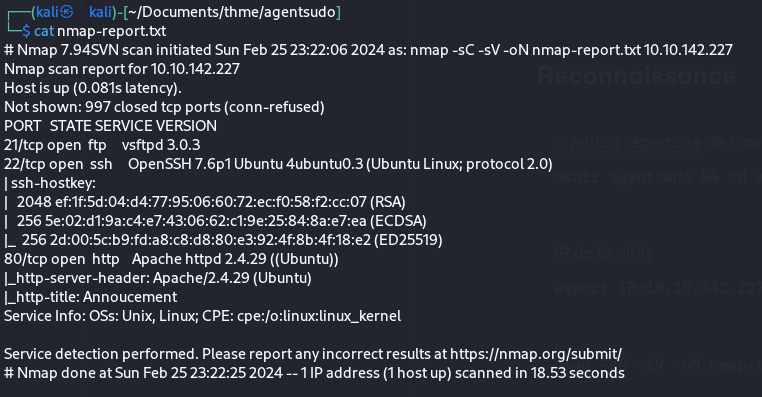 ┌──(kali㉿kali)-[~/Documents/thme/agentsudo]
└─$ cat nmap-report.txt
# Nmap 7.94SVN scan initiated Sun Feb 25 23:22:06 2024 as: nmap -sC -sV -oN nmap-report.txt 10.10.142.227
Nmap scan report for 10.10.142.227
Host is up (0.081s latency).
Not shown: 997 closed tcp ports (conn-refused)
PORT   STATE SERVICE VERSION
21/tcp open  ftp     vsftpd 3.0.3
22/tcp open  ssh     OpenSSH 7.6p1 Ubuntu 4ubuntu0.3 (Ubuntu Linux; protocol 2.0)
| ssh-hostkey:
|   2048 ef:1f:5d:04:d4:77:95:06:60:72:ec:f0:58:f2:cc:07 (RSA)
|   256 5e:02:d1:9a:c4:e7:43:06:62:c1:9e:25:84:8a:e7:ea (ECDSA)
|_  256 2d:00:5c:b9:fd:a8:c8:d8:80:e3:92:4f:8b:4f:18:e2 (ED25519)
80/tcp open  http    Apache httpd 2.4.29 ((Ubuntu))
|_http-server-header: Apache/2.4.29 (Ubuntu)
|_http-title: Annoucement
Service Info: OSs: Unix, Linux; CPE: cpe:/o:linux:linux_kernel
Service detection performed. Please report any incorrect results at https://nmap.org/submit/
# Nmap done at Sun Feb 25 23:22:25 2024 -- 1 IP address (1 host up) scanned in 18.53 seconds
Reconnaissance
création répertoire de
mkdir agentsudo && cd
IP de la cible
export
-sV -oN